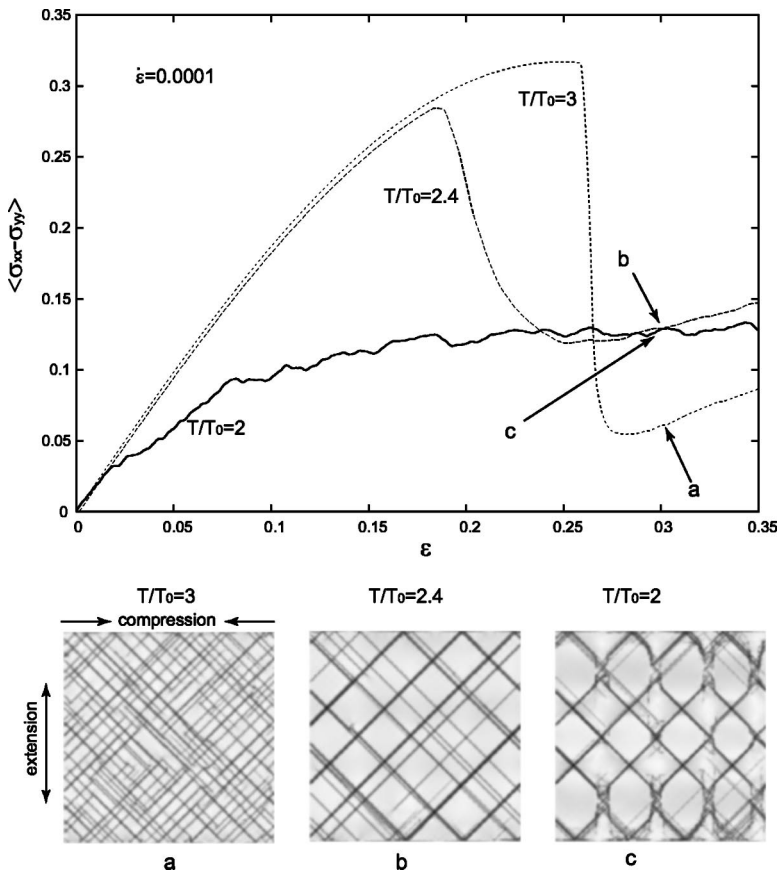 0.35
0.3
0.25
0.2
0.15
0.1
0.05
0
<σxx-σyy>
ε̇=0.0001
T/T0=3
T/T0=2.4
T/T0=2
b
c
a
0 0.05 0.1 0.15 0.2 0.25 03 0.35
ε
T/T0=3 T/T0=2.4 T/T0=2
compression
extension
a b c